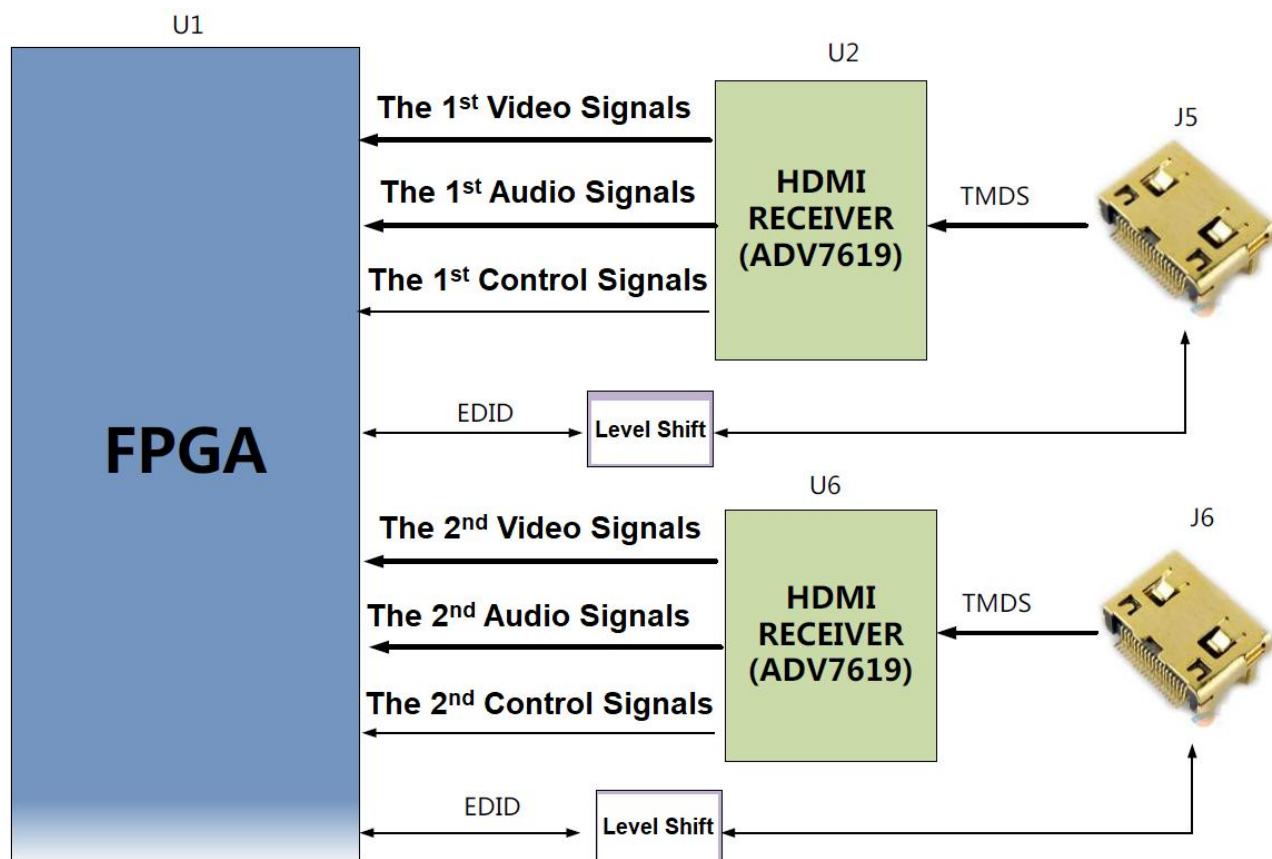 U1
U2
J5
The 1st Video Signals
The 1st Audio Signals
The 1st Control Signals
HDMI
RECEIVER
(ADV7619)
TMDS
EDID
Level Shift
FPGA
U6
J6
The 2nd Video Signals
The 2nd Audio Signals
The 2nd Control Signals
HDMI
RECEIVER
(ADV7619)
TMDS
EDID
Level Shift